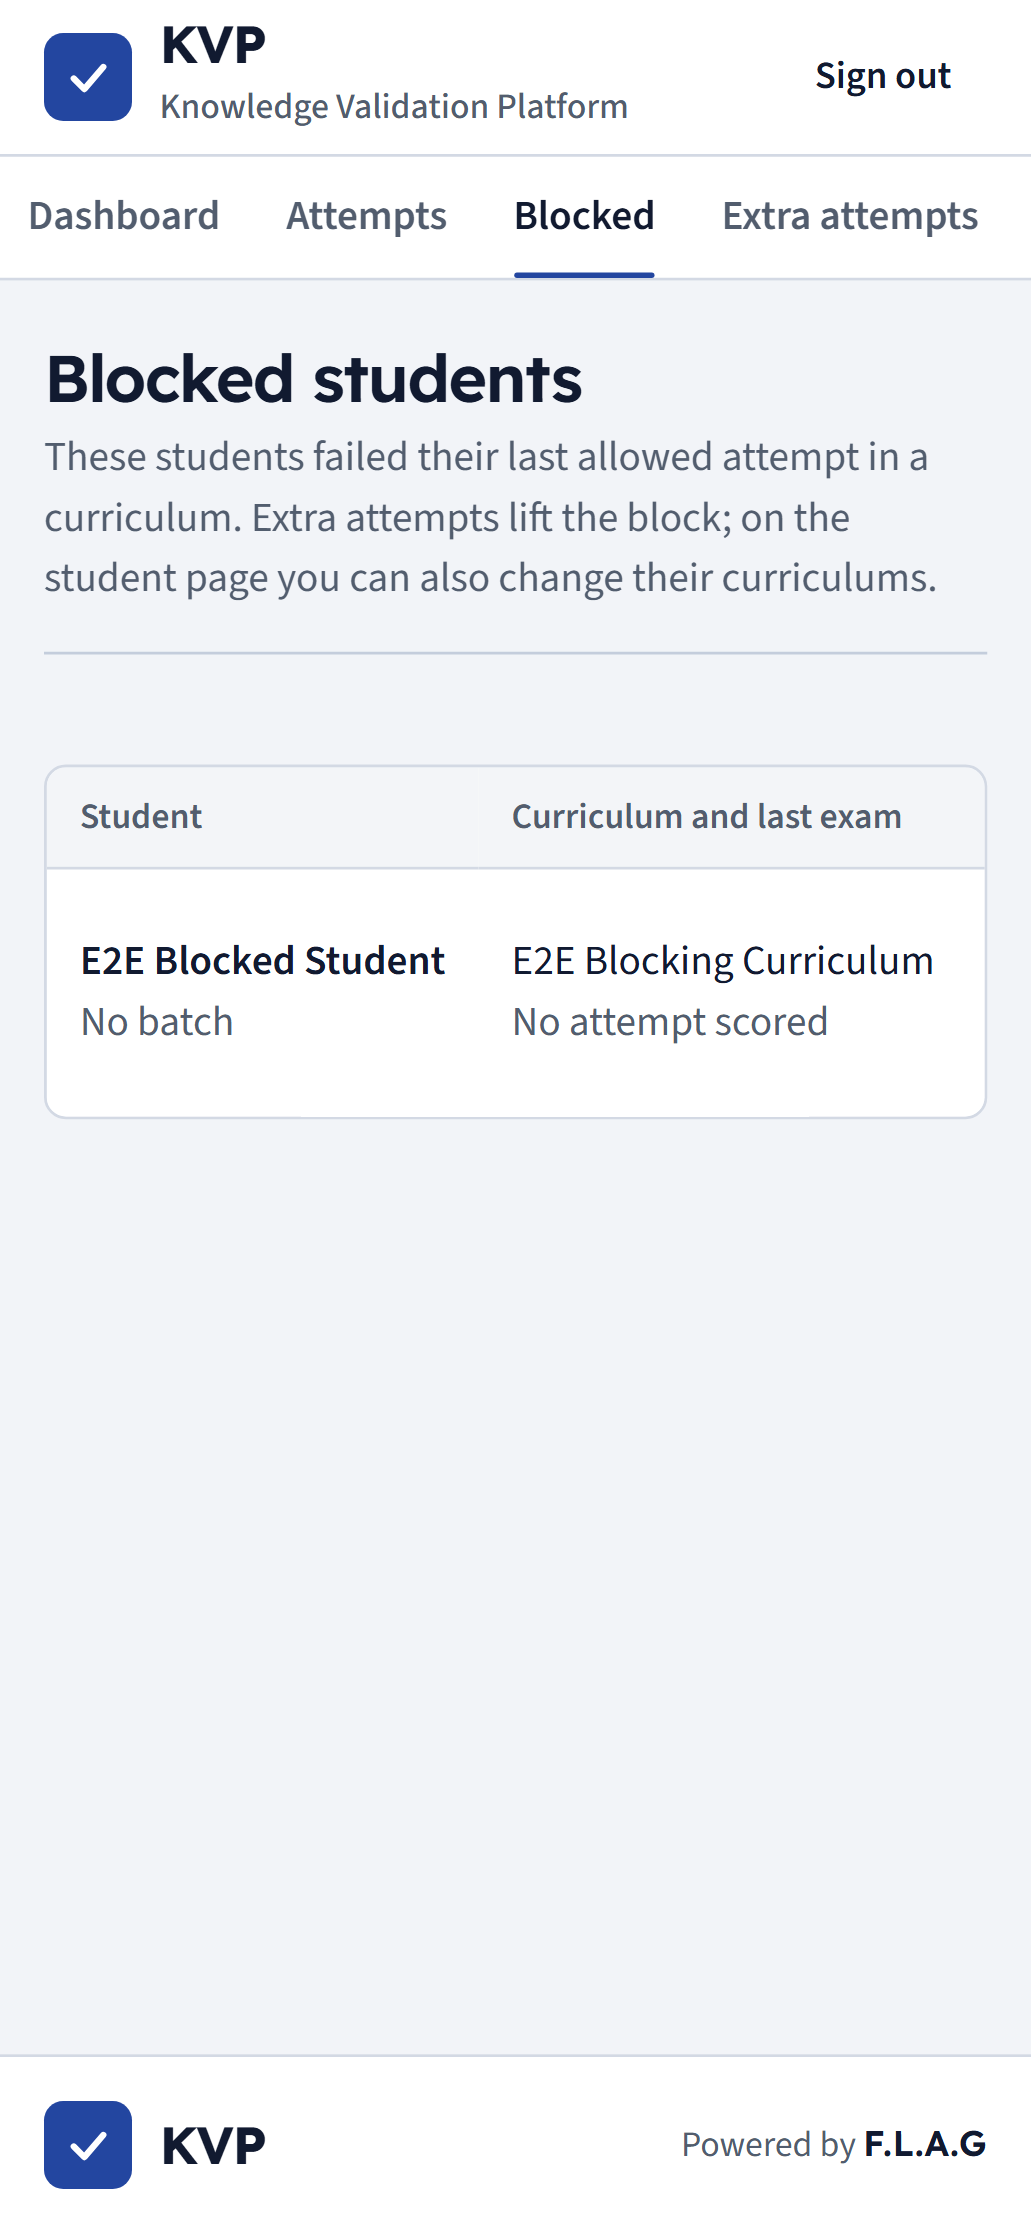 KVP
Knowledge Validation Platform
Sign out
Dashboard
Attempts
Blocked
Extra attempts
Blocked students
These students failed their last allowed attempt in a
curriculum. Extra attempts lift the block; on the
student page you can also change their curriculums.
Student
Curriculum and last exam
E2E Blocked Student
E2E Blocking Curriculum
No batch
No attempt scored
KVP
Powered by F.L.A.G